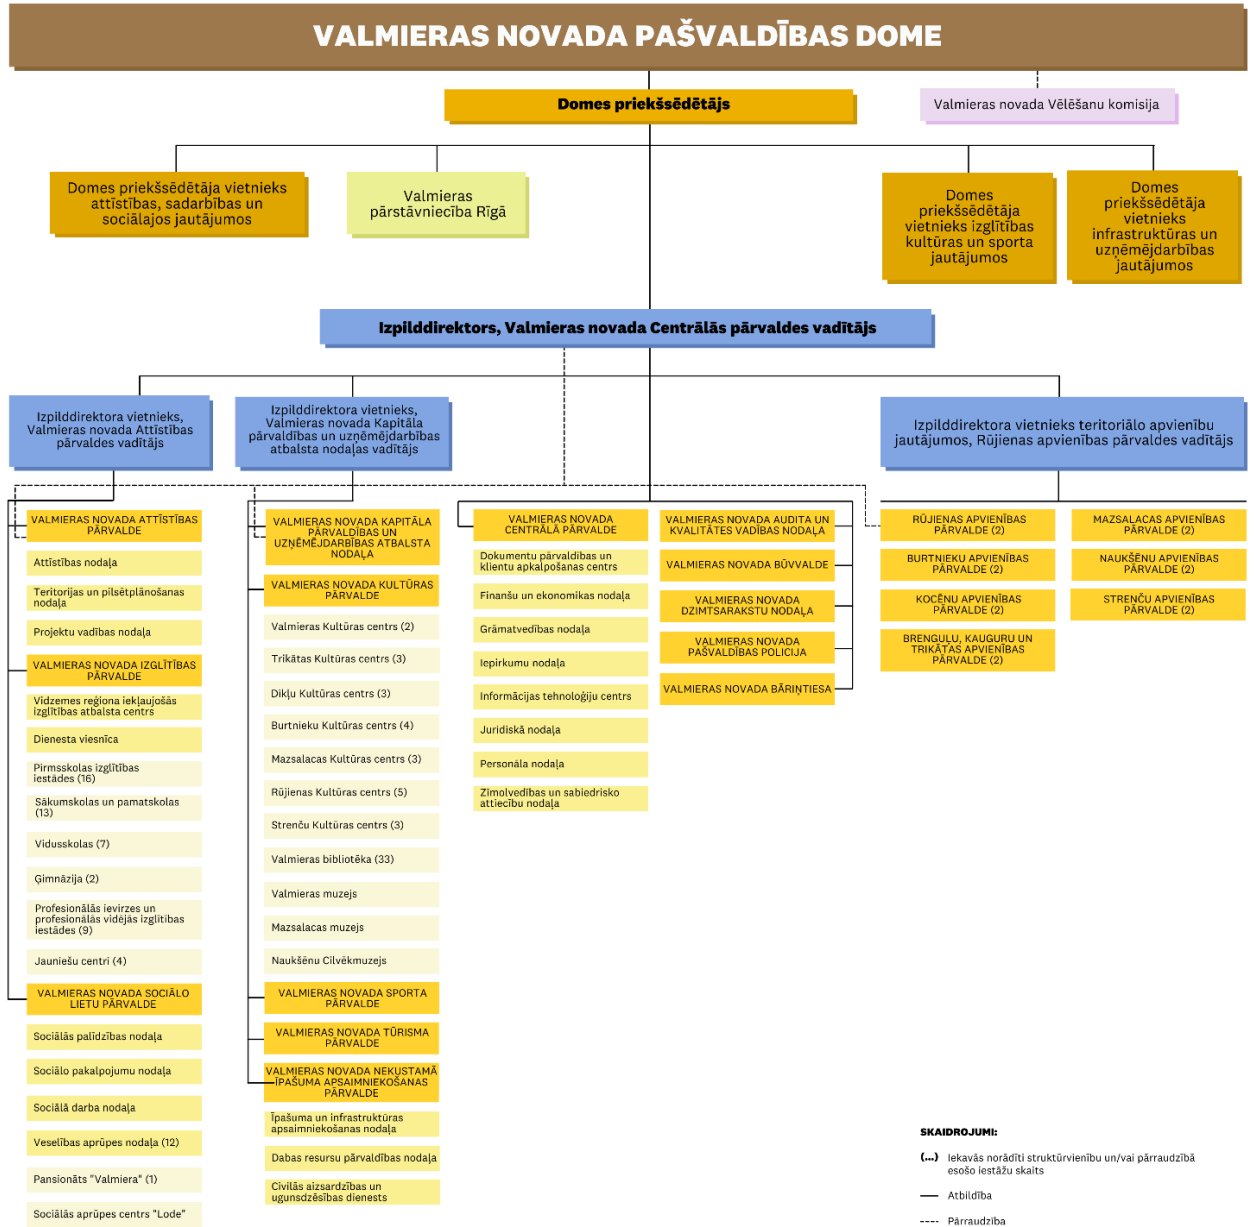 VALMIERAS NOVADA PAŠVALDĪBAS DOME
Domes priekšsēdētājs
Valmieras novada Vēlēšanu komisija
Domes priekšsēdētāja vietnieks
attīstības, sadarbības un
sociālajos jautājumos
Valmieras
pārstāvniecība Rīgā
Domes
priekšsēdētāja
vietnieks izglītības
kultūras un sporta
jautājumos
Domes
priekšsēdētāja
vietnieks
infrastruktūras un
uzņēmējdarbības
jautājumos
Izpilddirektors, Valmieras novada Centrālās pārvaldes vadītājs
Izpilddirektora vietnieks,
Valmieras novada Attīstības
pārvaldes vadītājs
Izpilddirektora vietnieks,
Valmieras novada Kapitāla
pārvaldības un uzņēmējdarbības
atbalsta nodaļas vadītājs
Izpilddirektora vietnieks teritoriālo apvienību
jautājumos, Rūjienas apvienības pārvaldes vadītājs
VALMIERAS NOVADA ATTĪSTĪBAS
PĀRVALDE
Attīstības nodaļa
Teritorijas un pilsētplānošanas
nodaļa
Projektu vadības nodaļa
VALMIERAS NOVADA IZGLĪTĪBAS
PĀRVALDE
Vidzemes reģiona iekļaujošās
izglītības atbalsta centrs
Dienesta viesnīca
Pirmsskolas izglītības
iestādes (16)
Sākumskolas un pamatskolas
(13)
Vidusskolas (7)
Ģimnāzija (2)
Profesionālās ievirzes un
profesionālās vidējās izglītības
iestādes (9)
Jauniešu centri (4)
VALMIERAS NOVADA SOCIĀLO
LIETU PĀRVALDE
Sociālās palīdzības nodaļa
Sociālo pakalpojumu nodaļa
Sociālā darba nodaļa
Veselības aprūpes nodaļa (12)
Pansionāts "Valmiera" (1)
Sociālās aprūpes centrs "Lode"
VALMIERAS NOVADA KAPITĀLA
PĀRVALDĪBAS UN
UZŅĒMĒJDARBĪBAS ATBALSTA
NODAĻA
VALMIERAS NOVADA KULTŪRAS
PĀRVALDE
Valmieras Kultūras centrs (2)
Trikātas Kultūras centrs (3)
Dikļu Kultūras centrs (3)
Burtnieku Kultūras centrs (4)
Mazsalacas Kultūras centrs (3)
Rūjienas Kultūras centrs (5)
Strenču Kultūras centrs (3)
Valmieras bibliotēka (33)
Valmieras muzejs
Mazsalacas muzejs
Naukšēnu Cilvēkmuzejs
VALMIERAS NOVADA SPORTA
PĀRVALDE
VALMIERAS NOVADA TŪRISMA
PĀRVALDE
VALMIERAS NOVADA NEKUSTAMĀ
ĪPAŠUMA APSAIMNIEKOŠANAS
PĀRVALDE
Īpašuma un infrastruktūras
apsaimniekošanas nodaļa
Dabas resursu pārvaldības nodaļa
Civilās aizsardzības un
ugunsdzēsības dienests
VALMIERAS NOVADA
CENTRĀLĀ PĀRVALDE
Dokumentu pārvaldības un
klientu apkalpošanas centrs
Finanšu un ekonomikas nodaļa
Grāmatvedības nodaļa
Iepirkumu nodaļa
Informācijas tehnoloģiju centrs
Juridiskā nodaļa
Personāla nodaļa
Zīmolvedības un sabiedrisko
attiecību nodaļa
VALMIERAS NOVADA AUDITA UN
KVALITĀTES VADĪBAS NODAĻA
VALMIERAS NOVADA BŪVVALDE
VALMIERAS NOVADA
DZIMTSARAKSTU NODAĻA
VALMIERAS NOVADA
PAŠVALDĪBAS POLICIJA
VALMIERAS NOVADA BĀRIŅTIESA
RŪJIENAS APVIENĪBAS
PĀRVALDE (2)
BURTNIEKU APVIENĪBAS
PĀRVALDE (2)
KOCĒNU APVIENĪBAS
PĀRVALDE (2)
BRENGUĻU, KAUGURU UN
TRIKĀTAS APVIENĪBAS
PĀRVALDE (2)
MAZSALACAS APVIENĪBAS
PĀRVALDE (2)
NAUKŠĒNU APVIENĪBAS
PĀRVALDE (2)
STRENČU APVIENĪBAS
PĀRVALDE (2)
SKAIDROJUMI:
(...) Iekavās norādīti struktūrvienību un/vai pārraudzībā
esošo iestāžu skaits
Atbildība
Pārraudzība